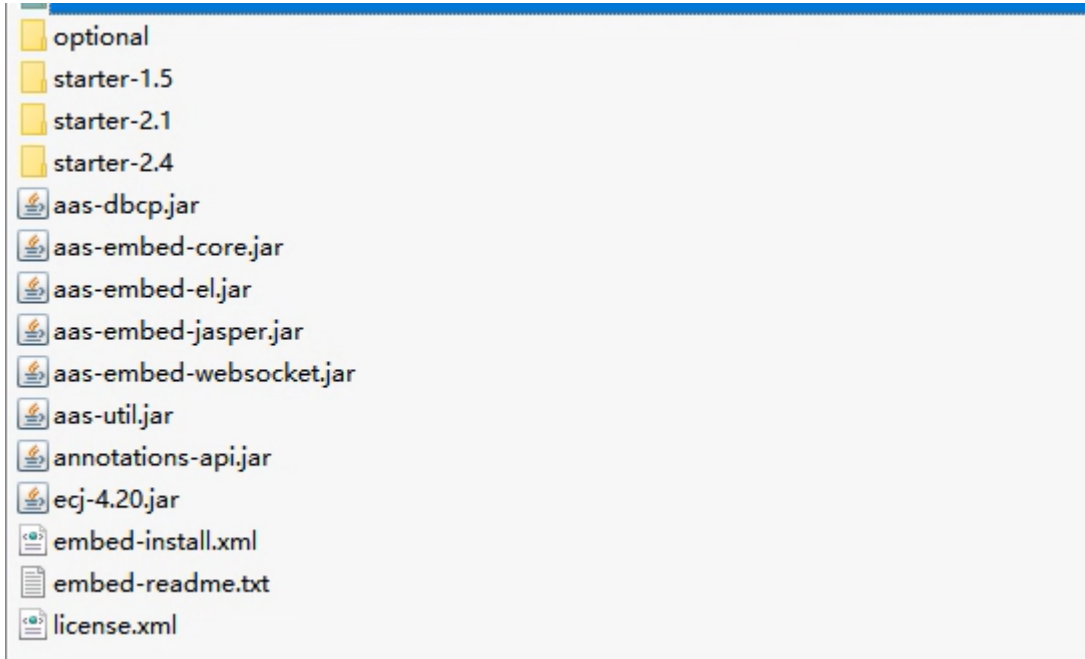 optional
starter-1.5
starter-2.1
starter-2.4
aas-dbcp.jar
aas-embed-core.jar
aas-embed-el.jar
aas-embed-jasper.jar
aas-embed-websocket.jar
aas-util.jar
annotations-api.jar
ecj-4.20.jar
embed-install.xml
embed-readme.txt
license.xml